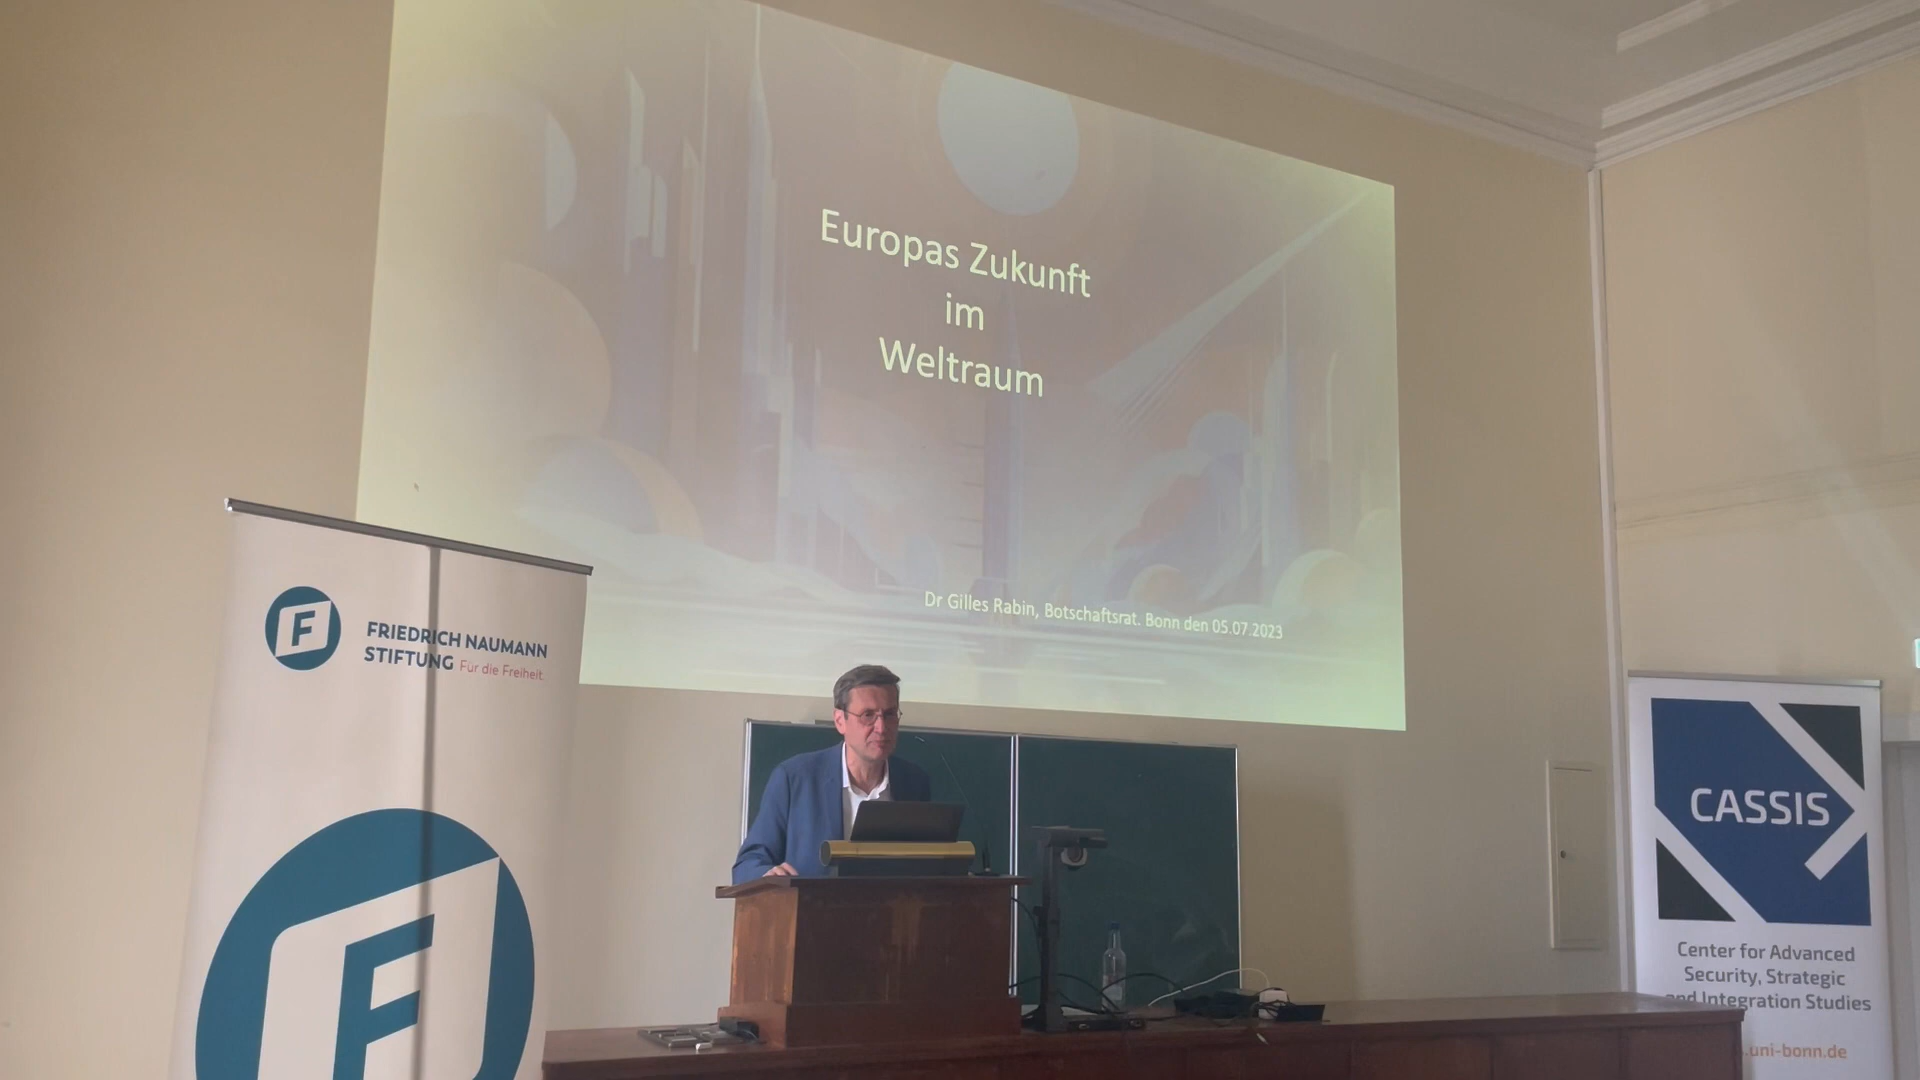 Europas Zukunft
im
Weltraum
Dr Gilles Rabin, Botschaftsrat. Bonn den 05.07.2023
F
FRIEDRICH NAUMANN
STIFTUNG Für die Freiheit.
F
CASSIS
Center for Advanced
Security, Strategic
and Integration Studies
.uni-bonn.de